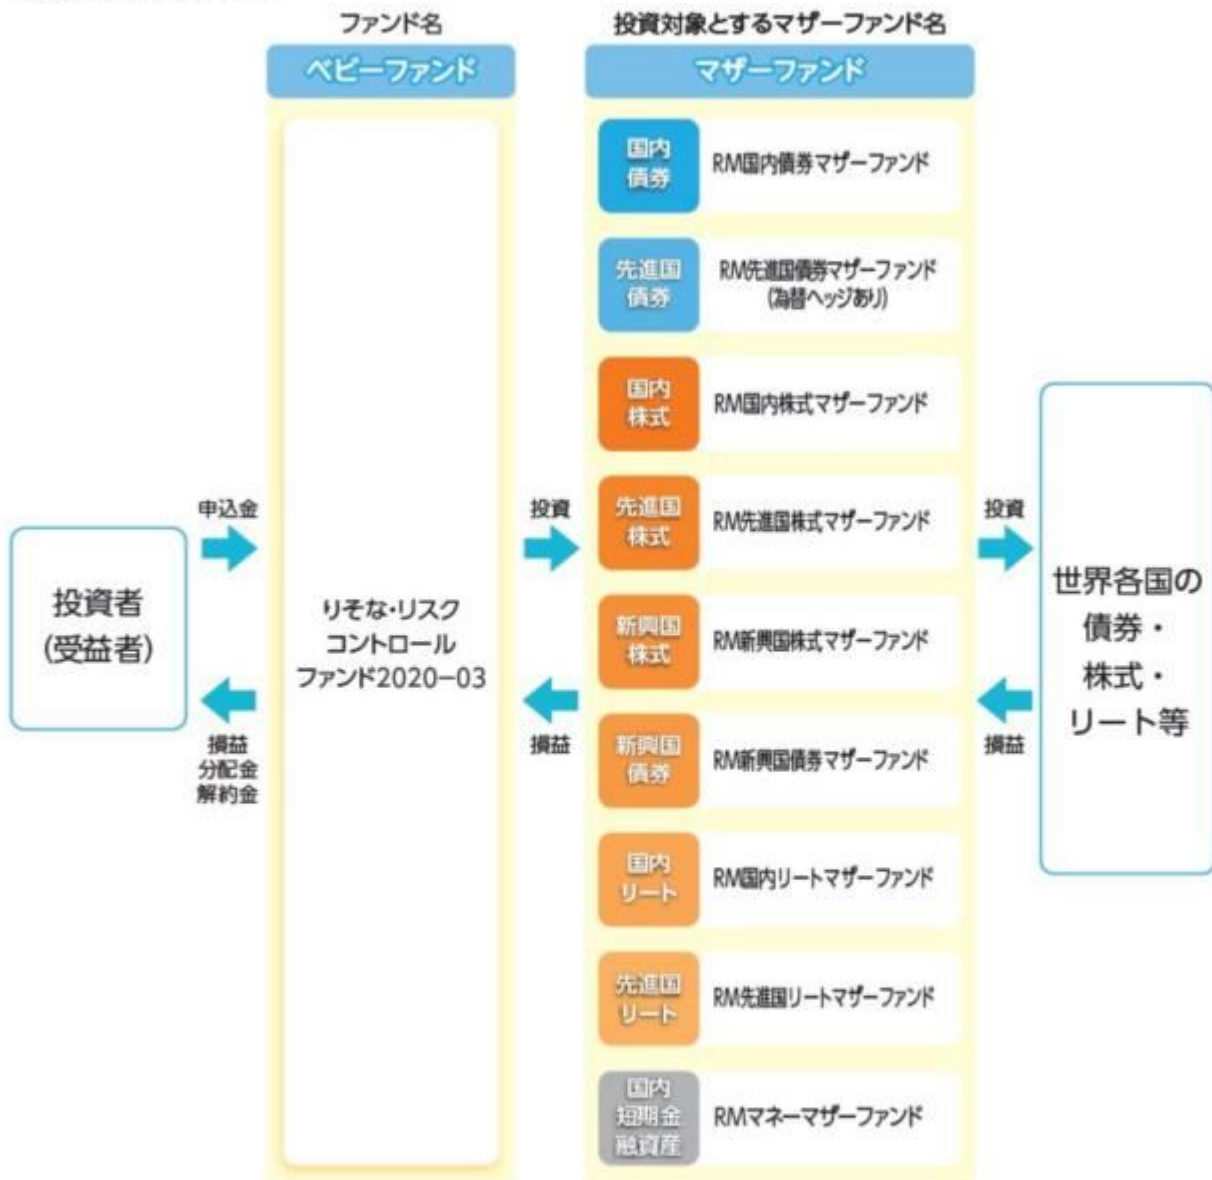 ファンド名
投資対象とするマザーファンド名
ベビーファンド
マザーファンド
国内
債券
RM国内債券マザーファンド
先進国
債券
RM先進国債券マザーファンド
(為替ヘッジあり)
国内
株式
RM国内株式マザーファンド
先進国
株式
RM先進国株式マザーファンド
新興国
株式
RM新興国株式マザーファンド
新興国
債券
RM新興国債券マザーファンド
国内
リート
RM国内リートマザーファンド
先進国
リート
RM先進国リートマザーファンド
国内
短期金
融資産
RMマネーマザーファンド
投資者
(受益者)
申込金
損益
分配金
解約金
りそな・リスク
コントロール
ファンド2020−03
投資
損益
投資
損益
世界各国の
債券・
株式・
リート等